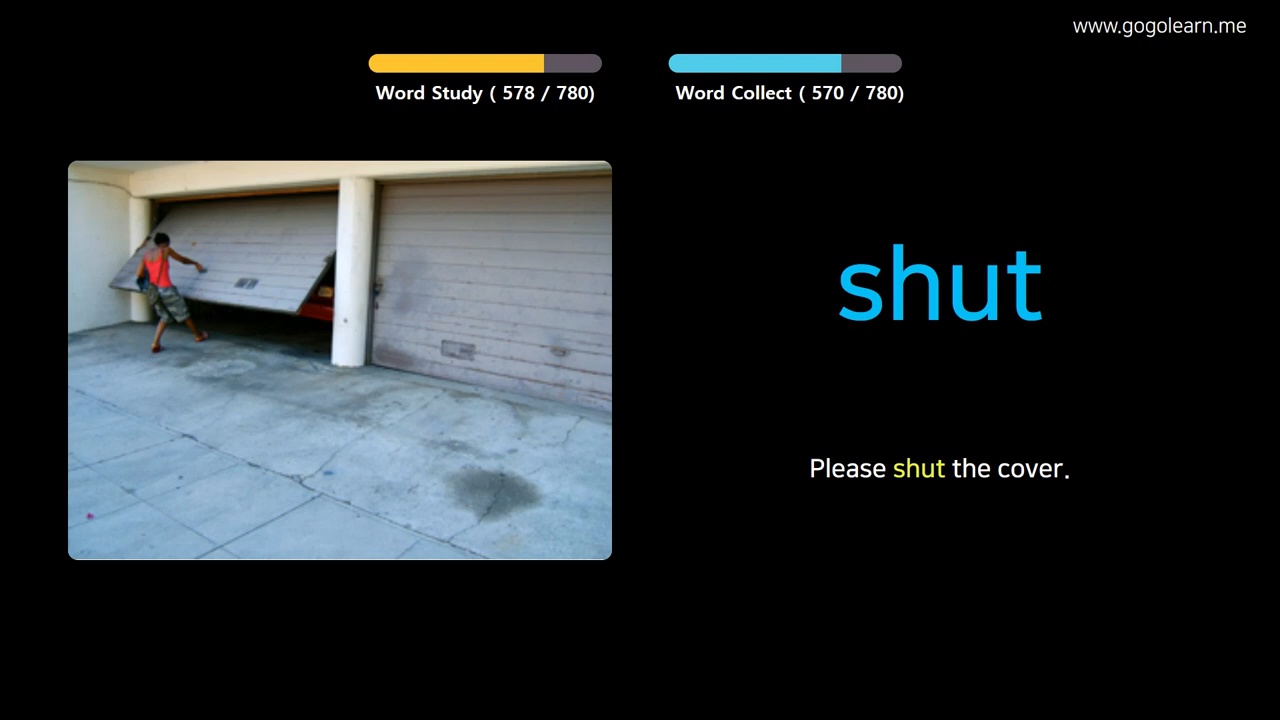 www.gogolearn.me
Word Study ( 578 / 780)
Word Collect ( 570 / 780)
shut
Please shut the cover.